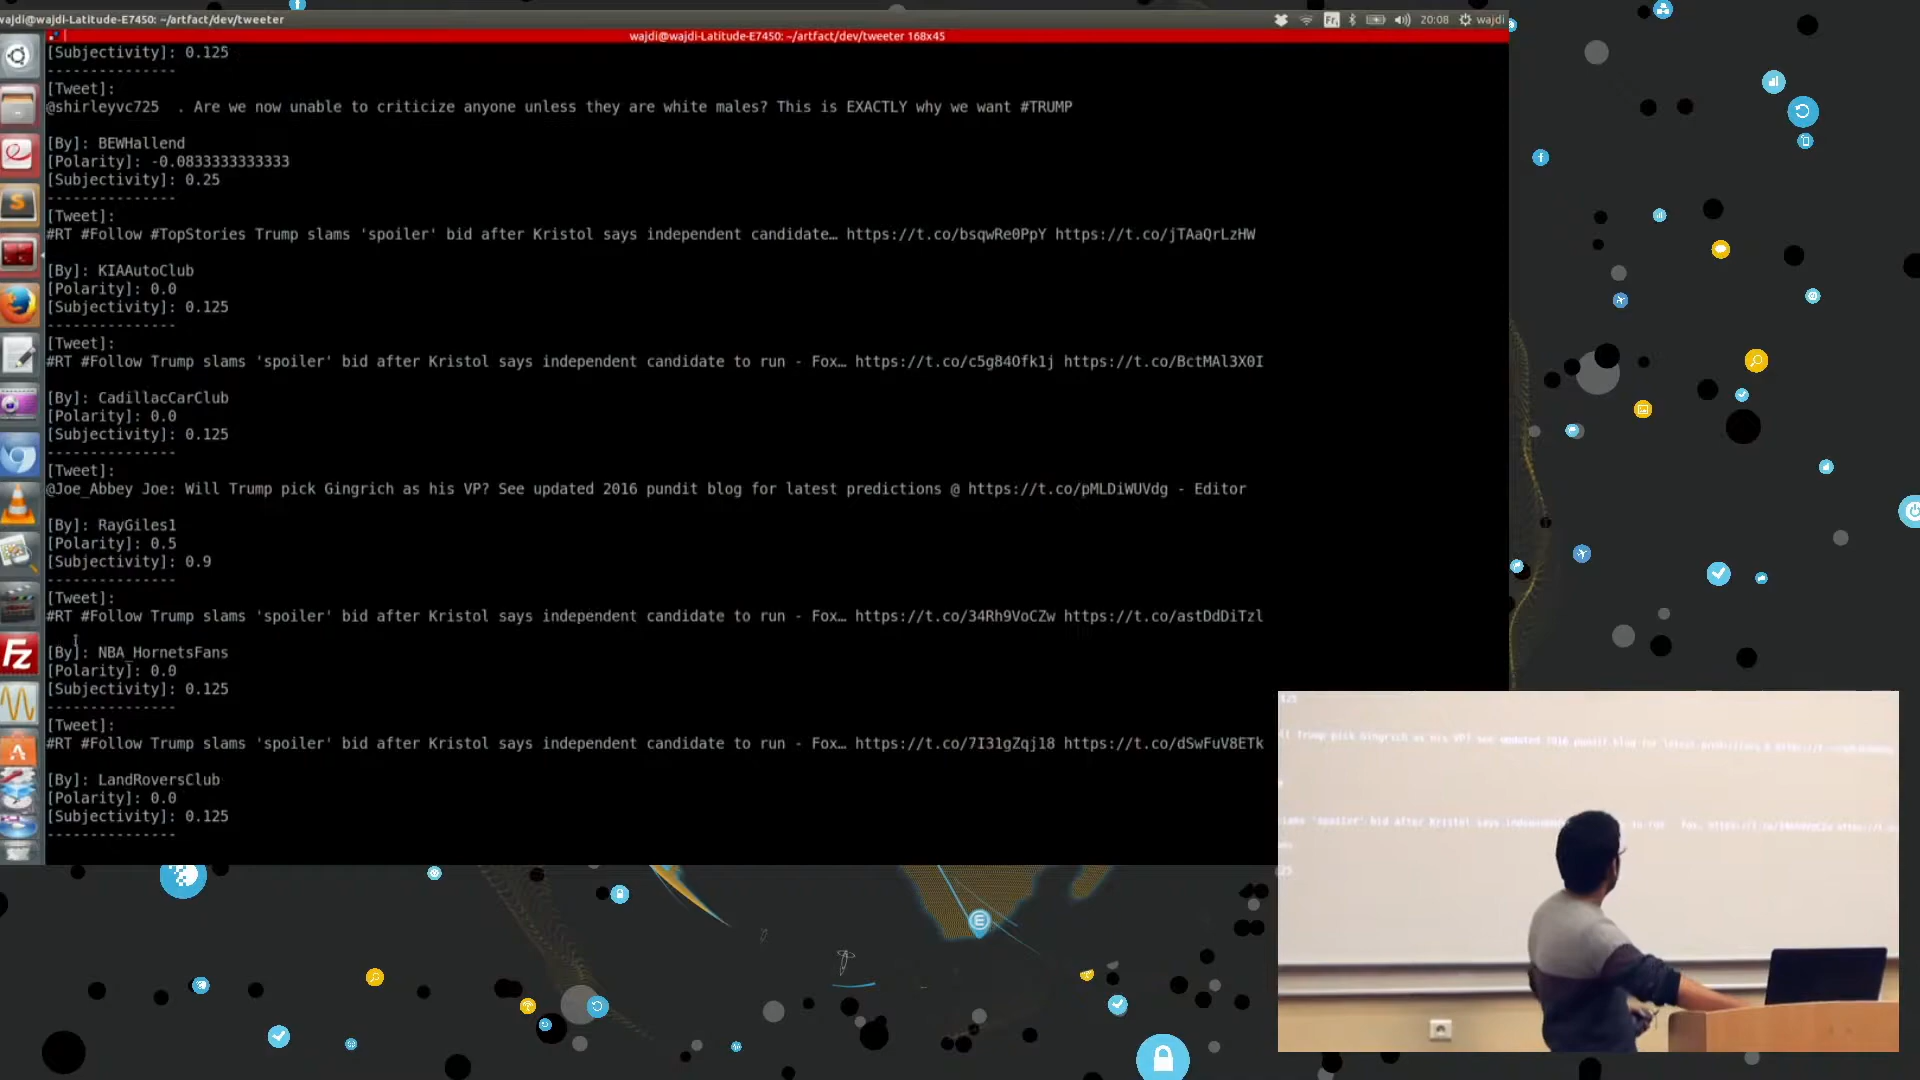 wajdi@wajdi-Latitude-E7450: ~/artfact/dev/tweeter
Fr
20:08
wajdi
wajdi@wajdi-Latitude-E7450: ~/artfact/dev/tweeter 168x45
[Subjectivity]: 0.125
---------------
[Tweet]:
@shirleyvc725  . Are we now unable to criticize anyone unless they are white males? This is EXACTLY why we want #TRUMP
[By]: BEWHallend
[Polarity]: -0.0833333333333
[Subjectivity]: 0.25
---------------
[Tweet]:
#RT #Follow #TopStories Trump slams 'spoiler' bid after Kristol says independent candidate… https://t.co/bsqwRe0PpY https://t.co/jTAaQrLzHW
[By]: KIAAutoClub
[Polarity]: 0.0
[Subjectivity]: 0.125
---------------
[Tweet]:
#RT #Follow Trump slams 'spoiler' bid after Kristol says independent candidate to run - Fox… https://t.co/c5g84Ofk1j https://t.co/BctMAl3X0I
[By]: CadillacCarClub
[Polarity]: 0.0
[Subjectivity]: 0.125
---------------
[Tweet]:
@Joe_Abbey Joe: Will Trump pick Gingrich as his VP? See updated 2016 pundit blog for latest predictions @ https://t.co/pMLDiWUVdg - Editor
[By]: RayGiles1
[Polarity]: 0.5
[Subjectivity]: 0.9
---------------
[Tweet]:
#RT #Follow Trump slams 'spoiler' bid after Kristol says independent candidate to run - Fox… https://t.co/34Rh9VoCZw https://t.co/astDdDiTzl
[By]: NBA_HornetsFans
[Polarity]: 0.0
[Subjectivity]: 0.125
---------------
[Tweet]:
#RT #Follow Trump slams 'spoiler' bid after Kristol says independent candidate to run - Fox… https://t.co/7I31gZqj18 https://t.co/dSwFuV8ETk
[By]: LandRoversClub
[Polarity]: 0.0
[Subjectivity]: 0.125
---------------